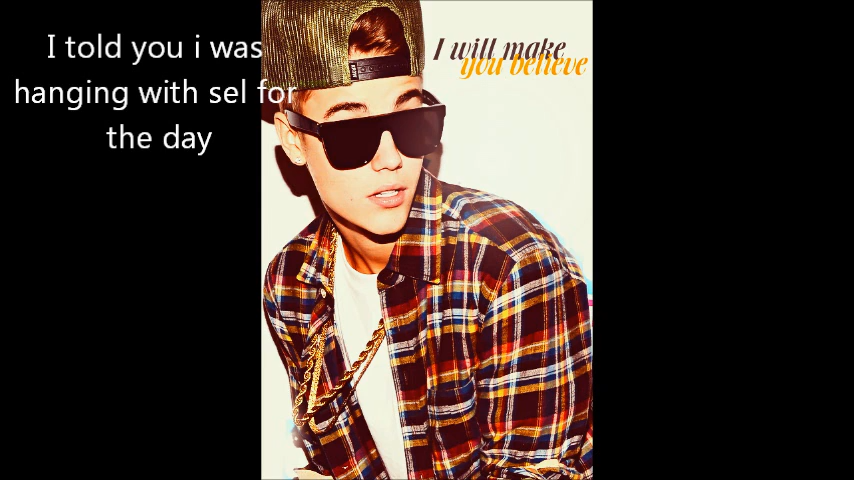 I told you i was
hanging with sel for
the day
I will make
you believe